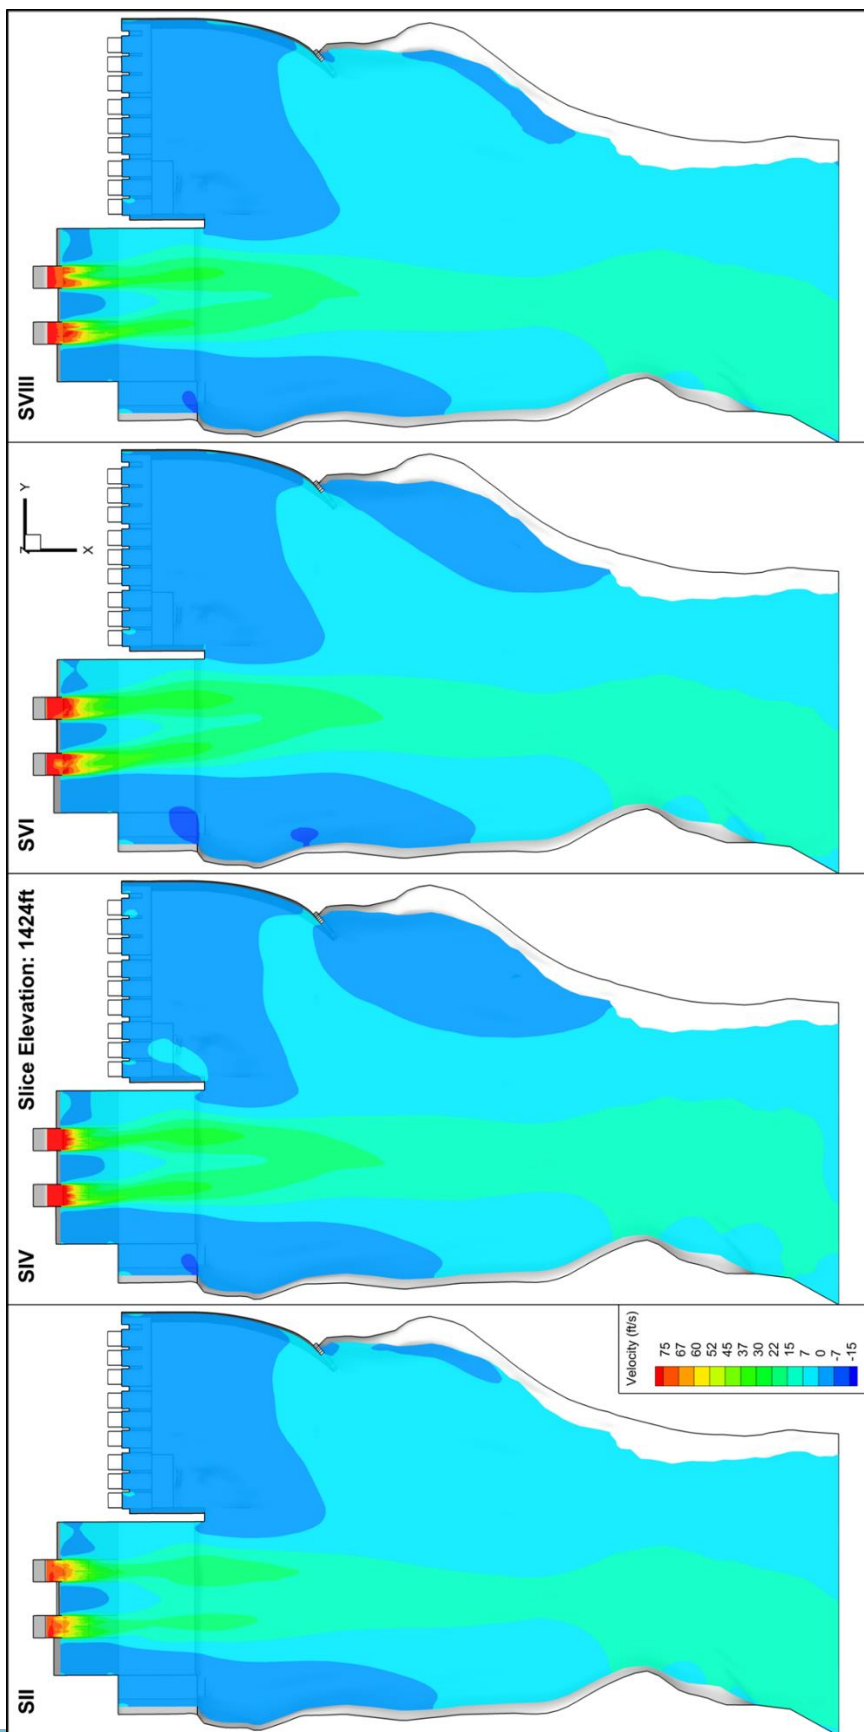 SVIII
Z
Y
X
SVI
Slice Elevation: 1424ft
SIV
SII
Velocity (ft/s)
75
67
60
52
45
37
30
22
15
7
0
-7
-15